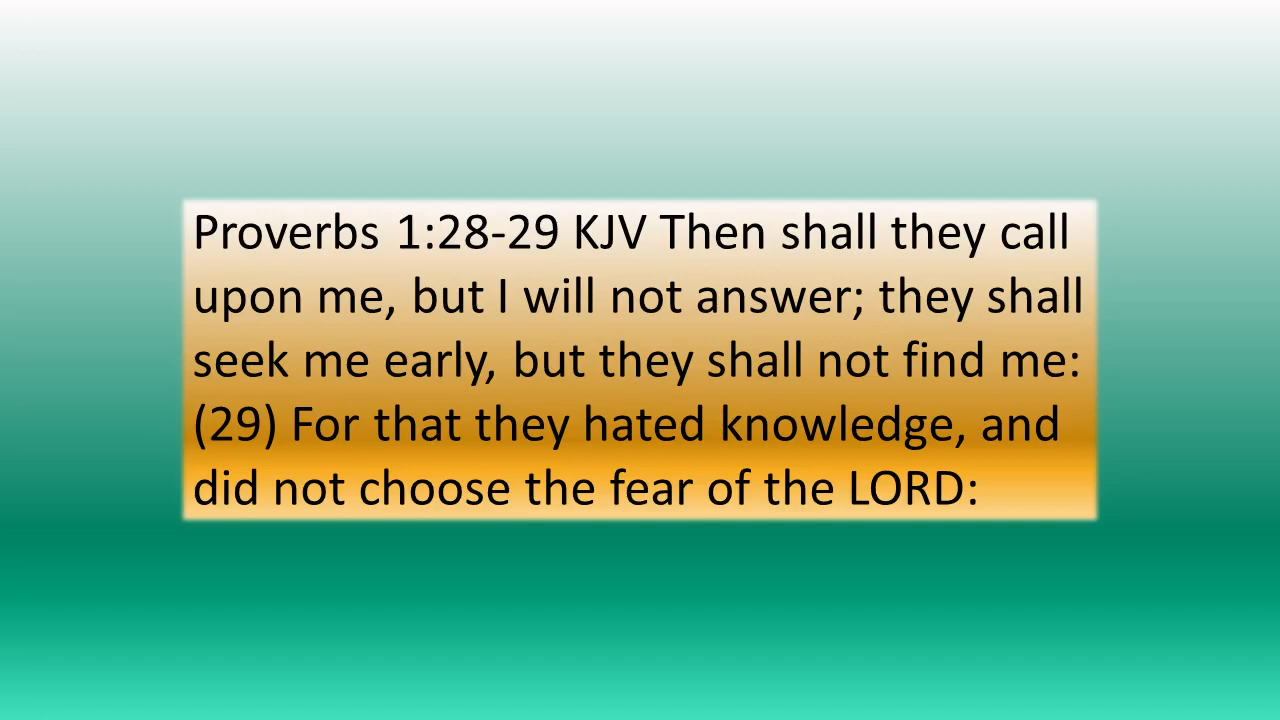 Proverbs 1:28-29 KJV Then shall they call
upon me, but I will not answer; they shall
seek me early, but they shall not find me:
(29) For that they hated knowledge, and
did not choose the fear of the LORD: